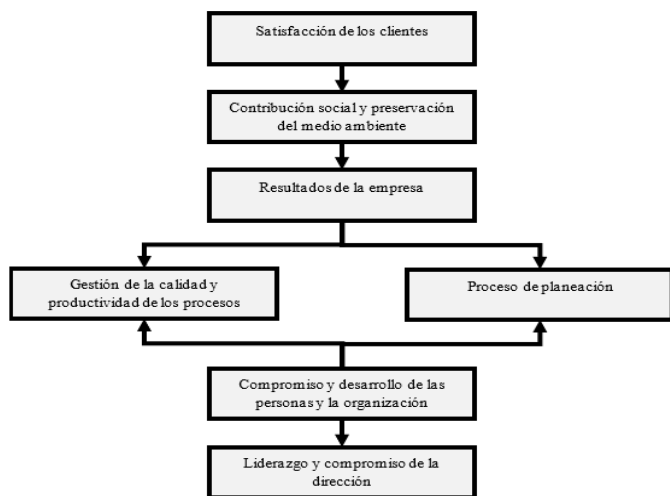 Satisfacción de los clientes
Contribución social y preservación
del medio ambiente
Resultados de la empresa
Gestión de la calidad y
productividad de los procesos
Proceso de planeación
Compromiso y desarrollo de las
personas y la organización
Liderazgo y compromiso de la
dirección